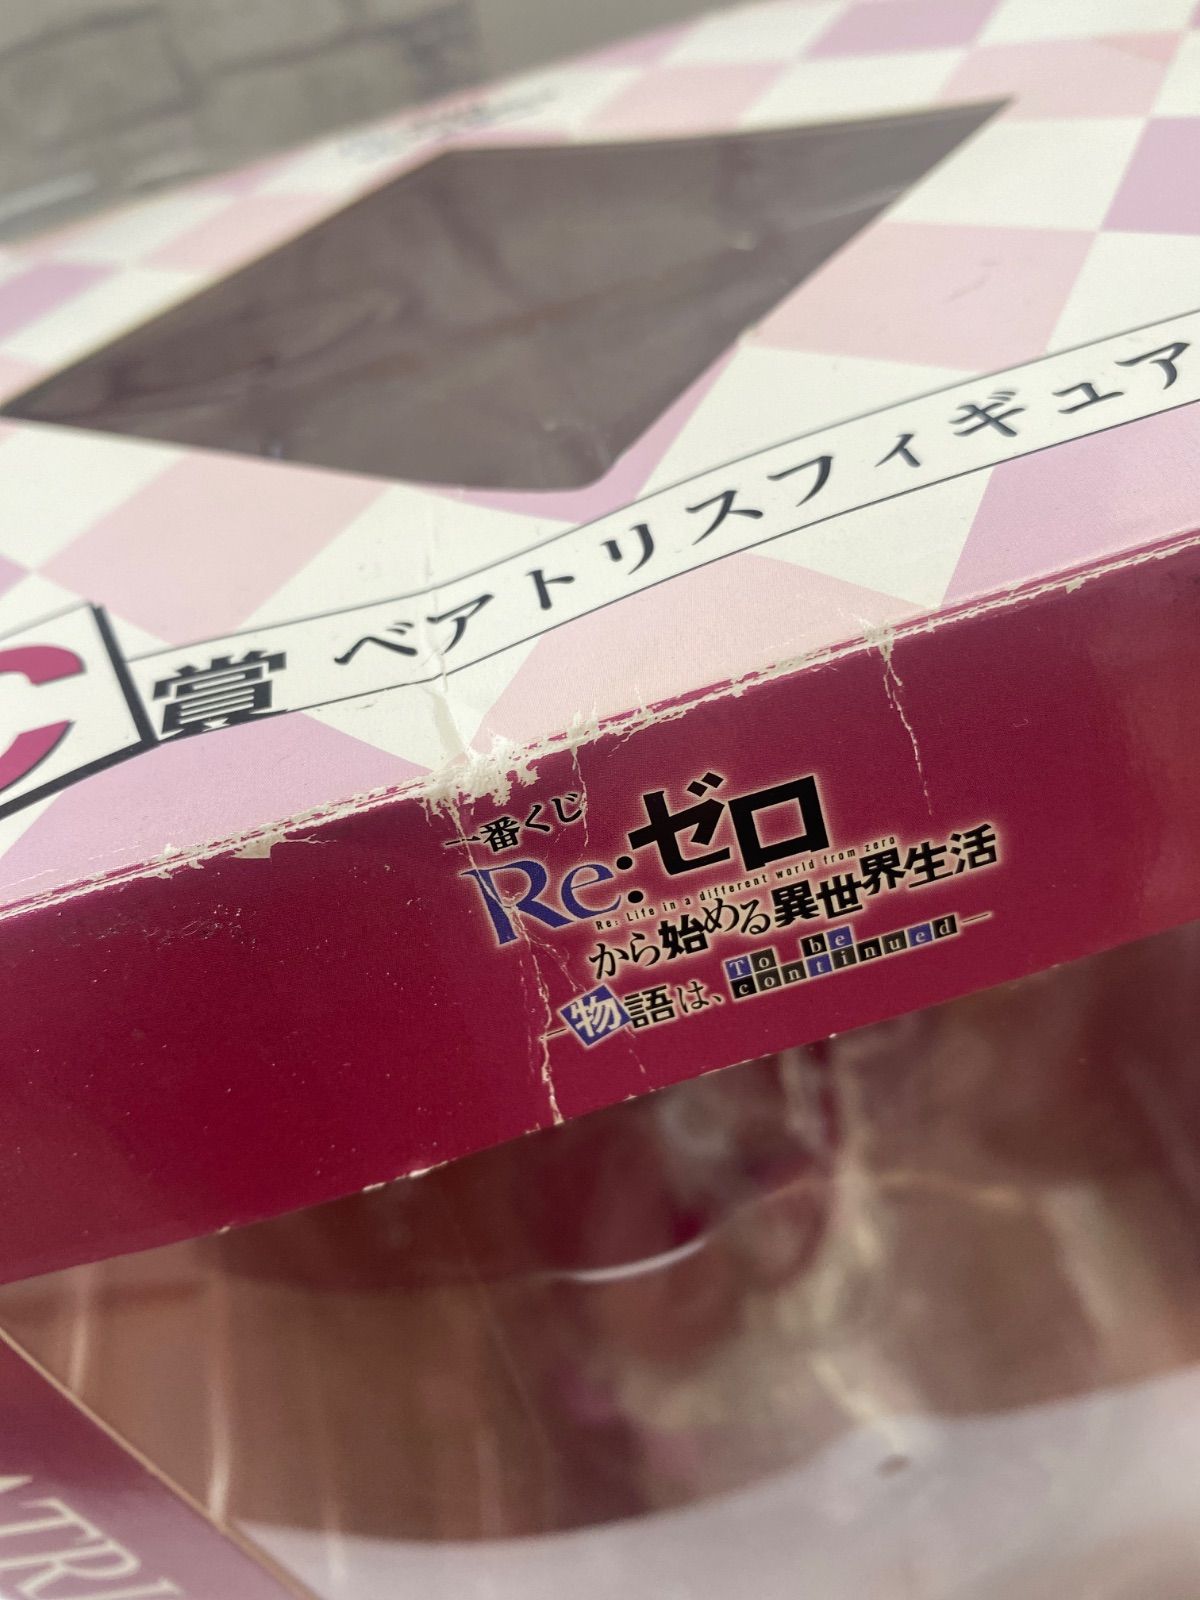 C賞 ベアトリスフィギュア
一番くじ
Re:ゼロ
Re: Life in a different world from zero
から始める異世界生活
物語は、To be continued
ATRI